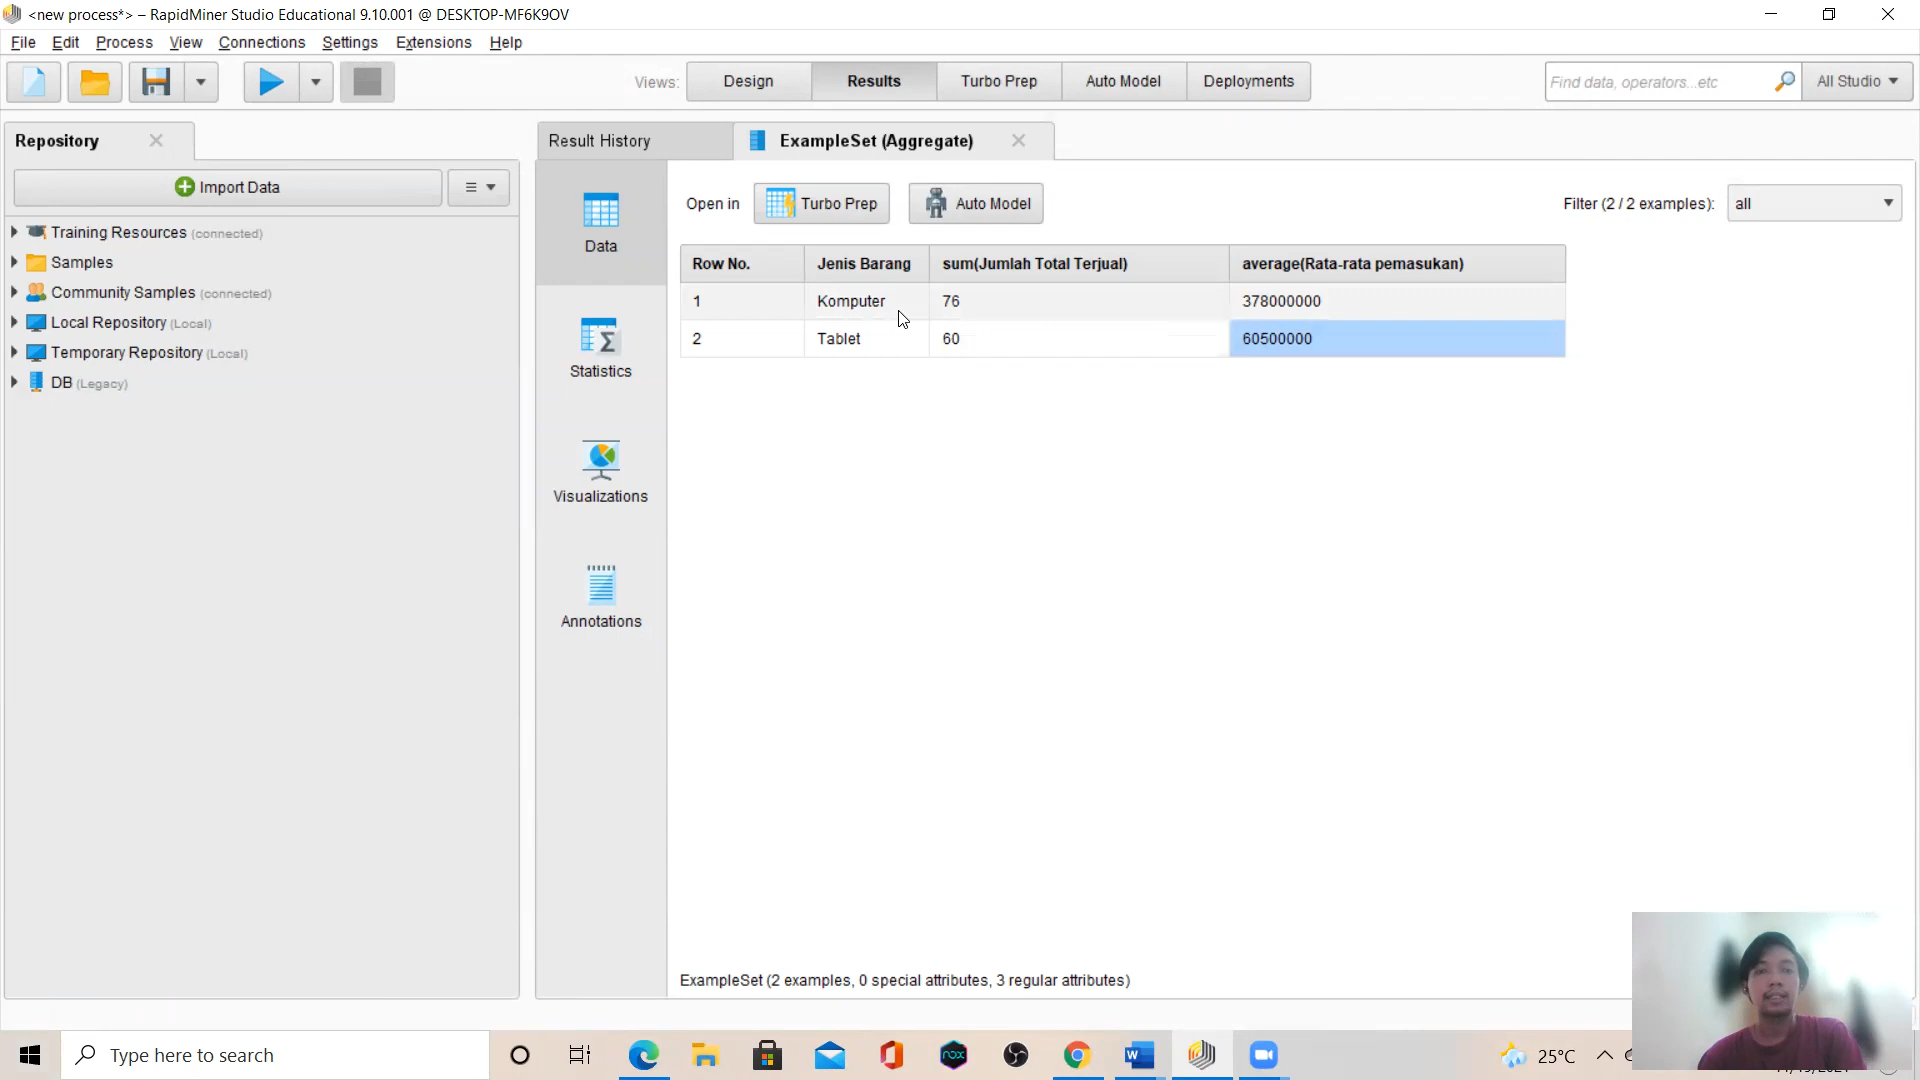 <new process*> – RapidMiner Studio Educational 9.10.001 @ DESKTOP-MF6K9OV
File Edit Process View Connections Settings Extensions Help
Views: Design Results Turbo Prep Auto Model Deployments
Find data, operators...etc
All Studio
Repository
Import Data
Training Resources (connected)
Samples
Community Samples (connected)
Local Repository (Local)
Temporary Repository (Local)
DB (Legacy)
Result History
ExampleSet (Aggregate)
Data
Statistics
Visualizations
Annotations
Open in Turbo Prep Auto Model
Filter (2 / 2 examples): all
Row No. Jenis Barang sum(Jumlah Total Terjual) average(Rata-rata pemasukan)
1 Komputer 76 378000000
2 Tablet 60 60500000
ExampleSet (2 examples, 0 special attributes, 3 regular attributes)
Type here to search
nox
25°C